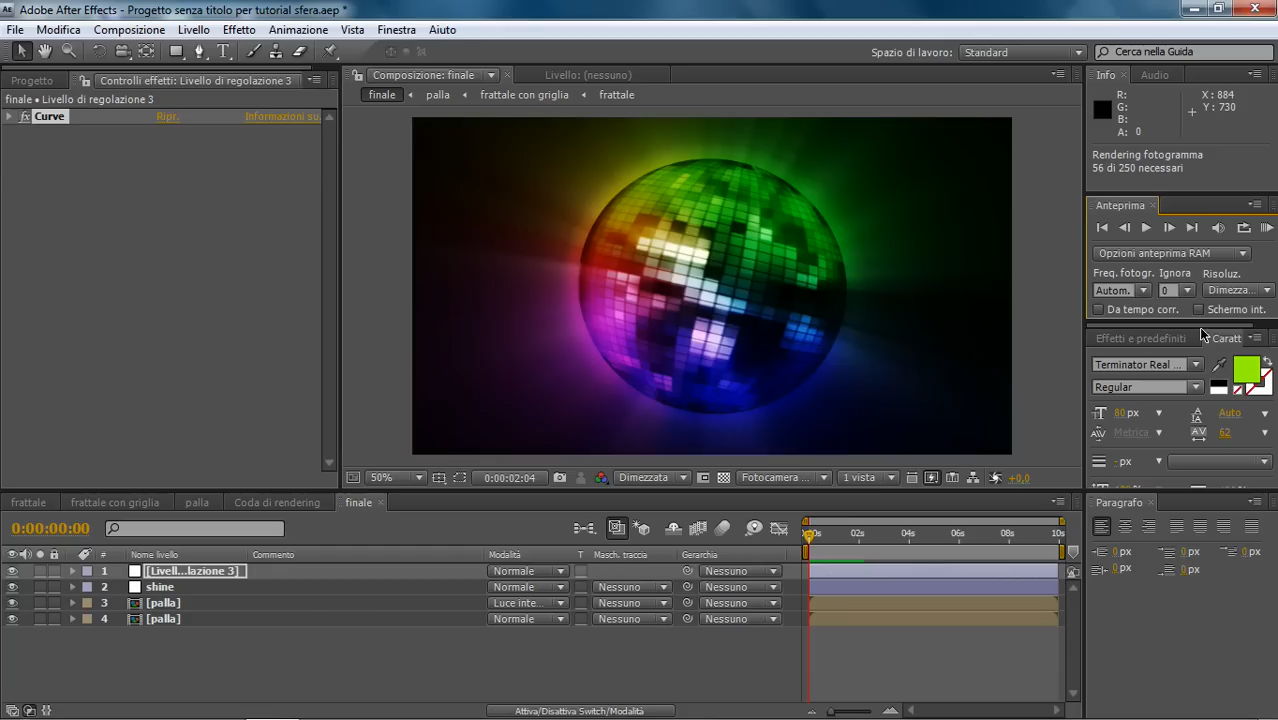 Adobe After Effects - Progetto senza titolo per tutorial sfera.aep *
File Modifica Composizione Livello Effetto Animazione Vista Finestra Aiuto
Spazio di lavoro: Standard Cerca nella Guida
Progetto Controlli effetti: Livello di regolazione 3
finale • Livello di regolazione 3
fx Curve Ripr. Informazioni su.
Composizione: finale Livello: (nessuno)
finale palla frattale con griglia frattale
50% 0:00:02:04 Dimezzata Fotocamera ... 1 vista +0,0
Info Audio
R: X : 884
G: Y : 730
B:
A: 0
Rendering fotogramma
56 di 250 necessari
Anteprima
Opzioni anteprima RAM
Freq. fotogr. Ignora Risoluz.
Autom. 0 Dimezza...
Da tempo corr. Schermo int.
Effetti e predefiniti Caratt
Terminator Real ...
Regular
80 px Auto
Metrica 62
- px
Paragrafo
0 px 0 px 0 px
0 px 0 px
frattale frattale con griglia palla Coda di rendering finale
0:00:00:00
02s 04s 06s 08s 10s
# Nome livello Commento Modalità T Masch. traccia Gerarchia
1 [Livell...lazione 3] Normale Nessuno
2 shine Normale Nessuno Nessuno
3 [palla] Luce inte... Nessuno Nessuno
4 [palla] Normale Nessuno Nessuno
Attiva/Disattiva Switch/Modalità